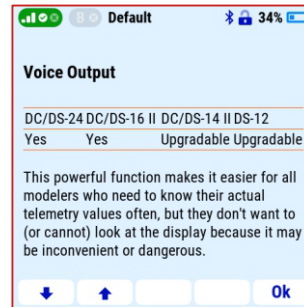 B Default 34%
Voice Output
DC/DS-24 DC/DS-16 II DC/DS-14 II DS-12
Yes Yes Upgradable Upgradable
This powerful function makes it easier for all
modelers who need to know their actual
telemetry values often, but they don't want to
(or cannot) look at the display because it may
be inconvenient or dangerous.
Ok